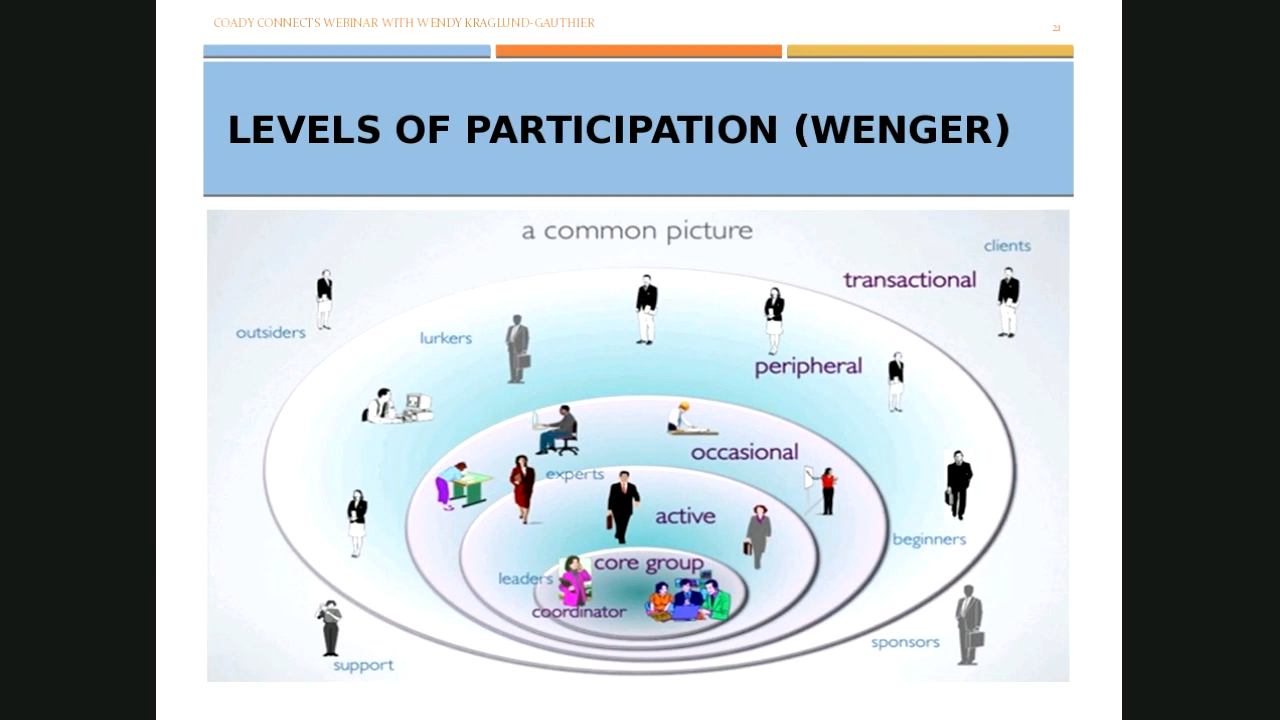 COADY CONNECTS WEBINAR WITH WENDY KRAGLUND-GAUTHIER
21
LEVELS OF PARTICIPATION (WENGER)
a common picture
clients
transactional
outsiders
lurkers
peripheral
occasional
experts
active
beginners
core group
leaders
coordinator
sponsors
support